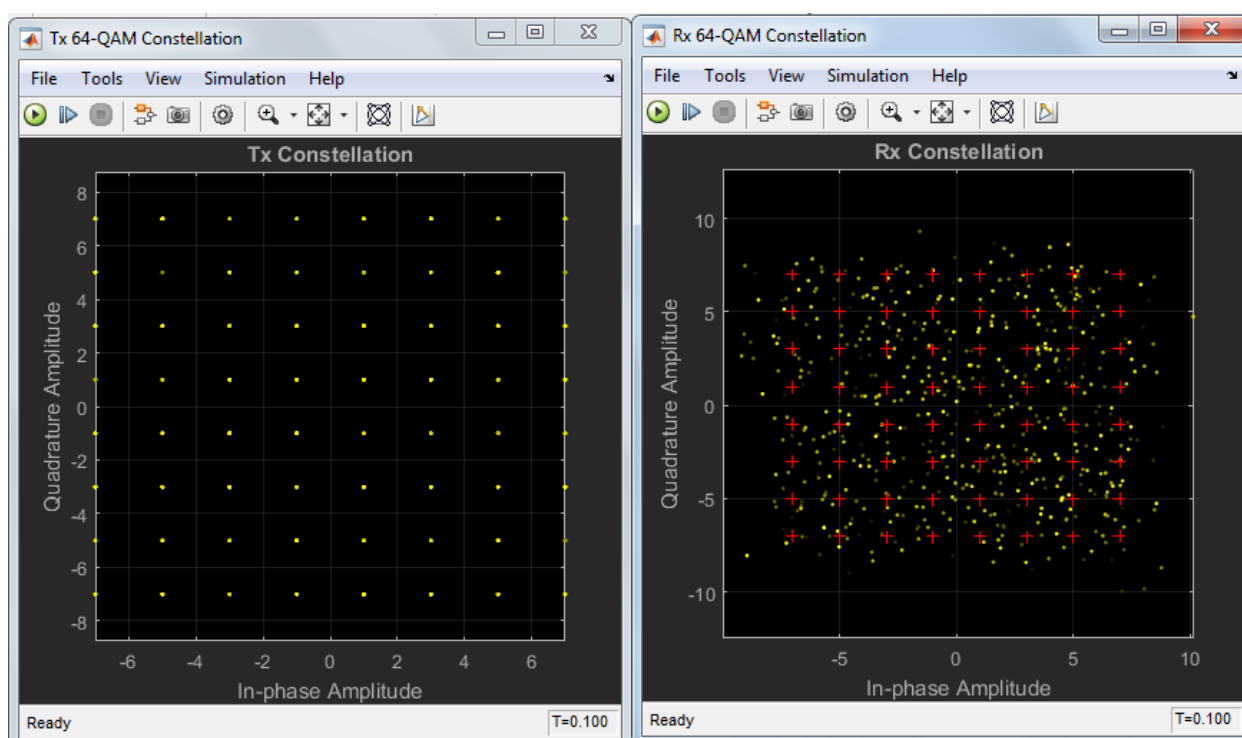 Tx 64-QAM Constellation
File Tools View Simulation Help
Tx Constellation
Quadrature Amplitude
8
6
4
2
0
-2
-4
-6
-8
-6 -4 -2 0 2 4 6
In-phase Amplitude
Ready T=0.100
Rx 64-QAM Constellation
File Tools View Simulation Help
Rx Constellation
Quadrature Amplitude
10
5
0
-5
-10
-5 0 5 10
In-phase Amplitude
Ready T=0.100